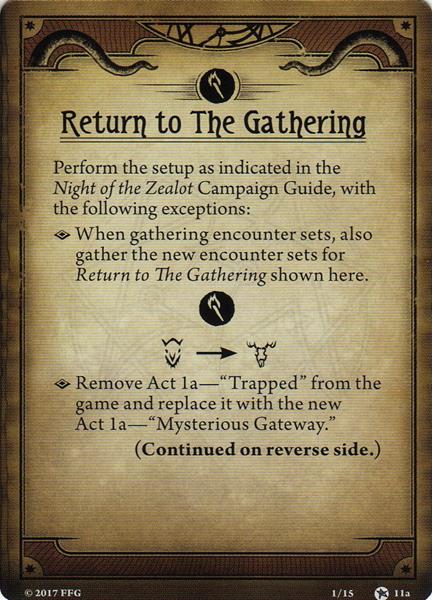 Return to The Gathering
Perform the setup as indicated in the
Night of the Zealot Campaign Guide, with
the following exceptions:
When gathering encounter sets, also
gather the new encounter sets for
Return to The Gathering shown here.
Remove Act 1a—“Trapped” from the
game and replace it with the new
Act 1a—“Mysterious Gateway.”
(Continued on reverse side.)
© 2017 FFG 1/15 11a